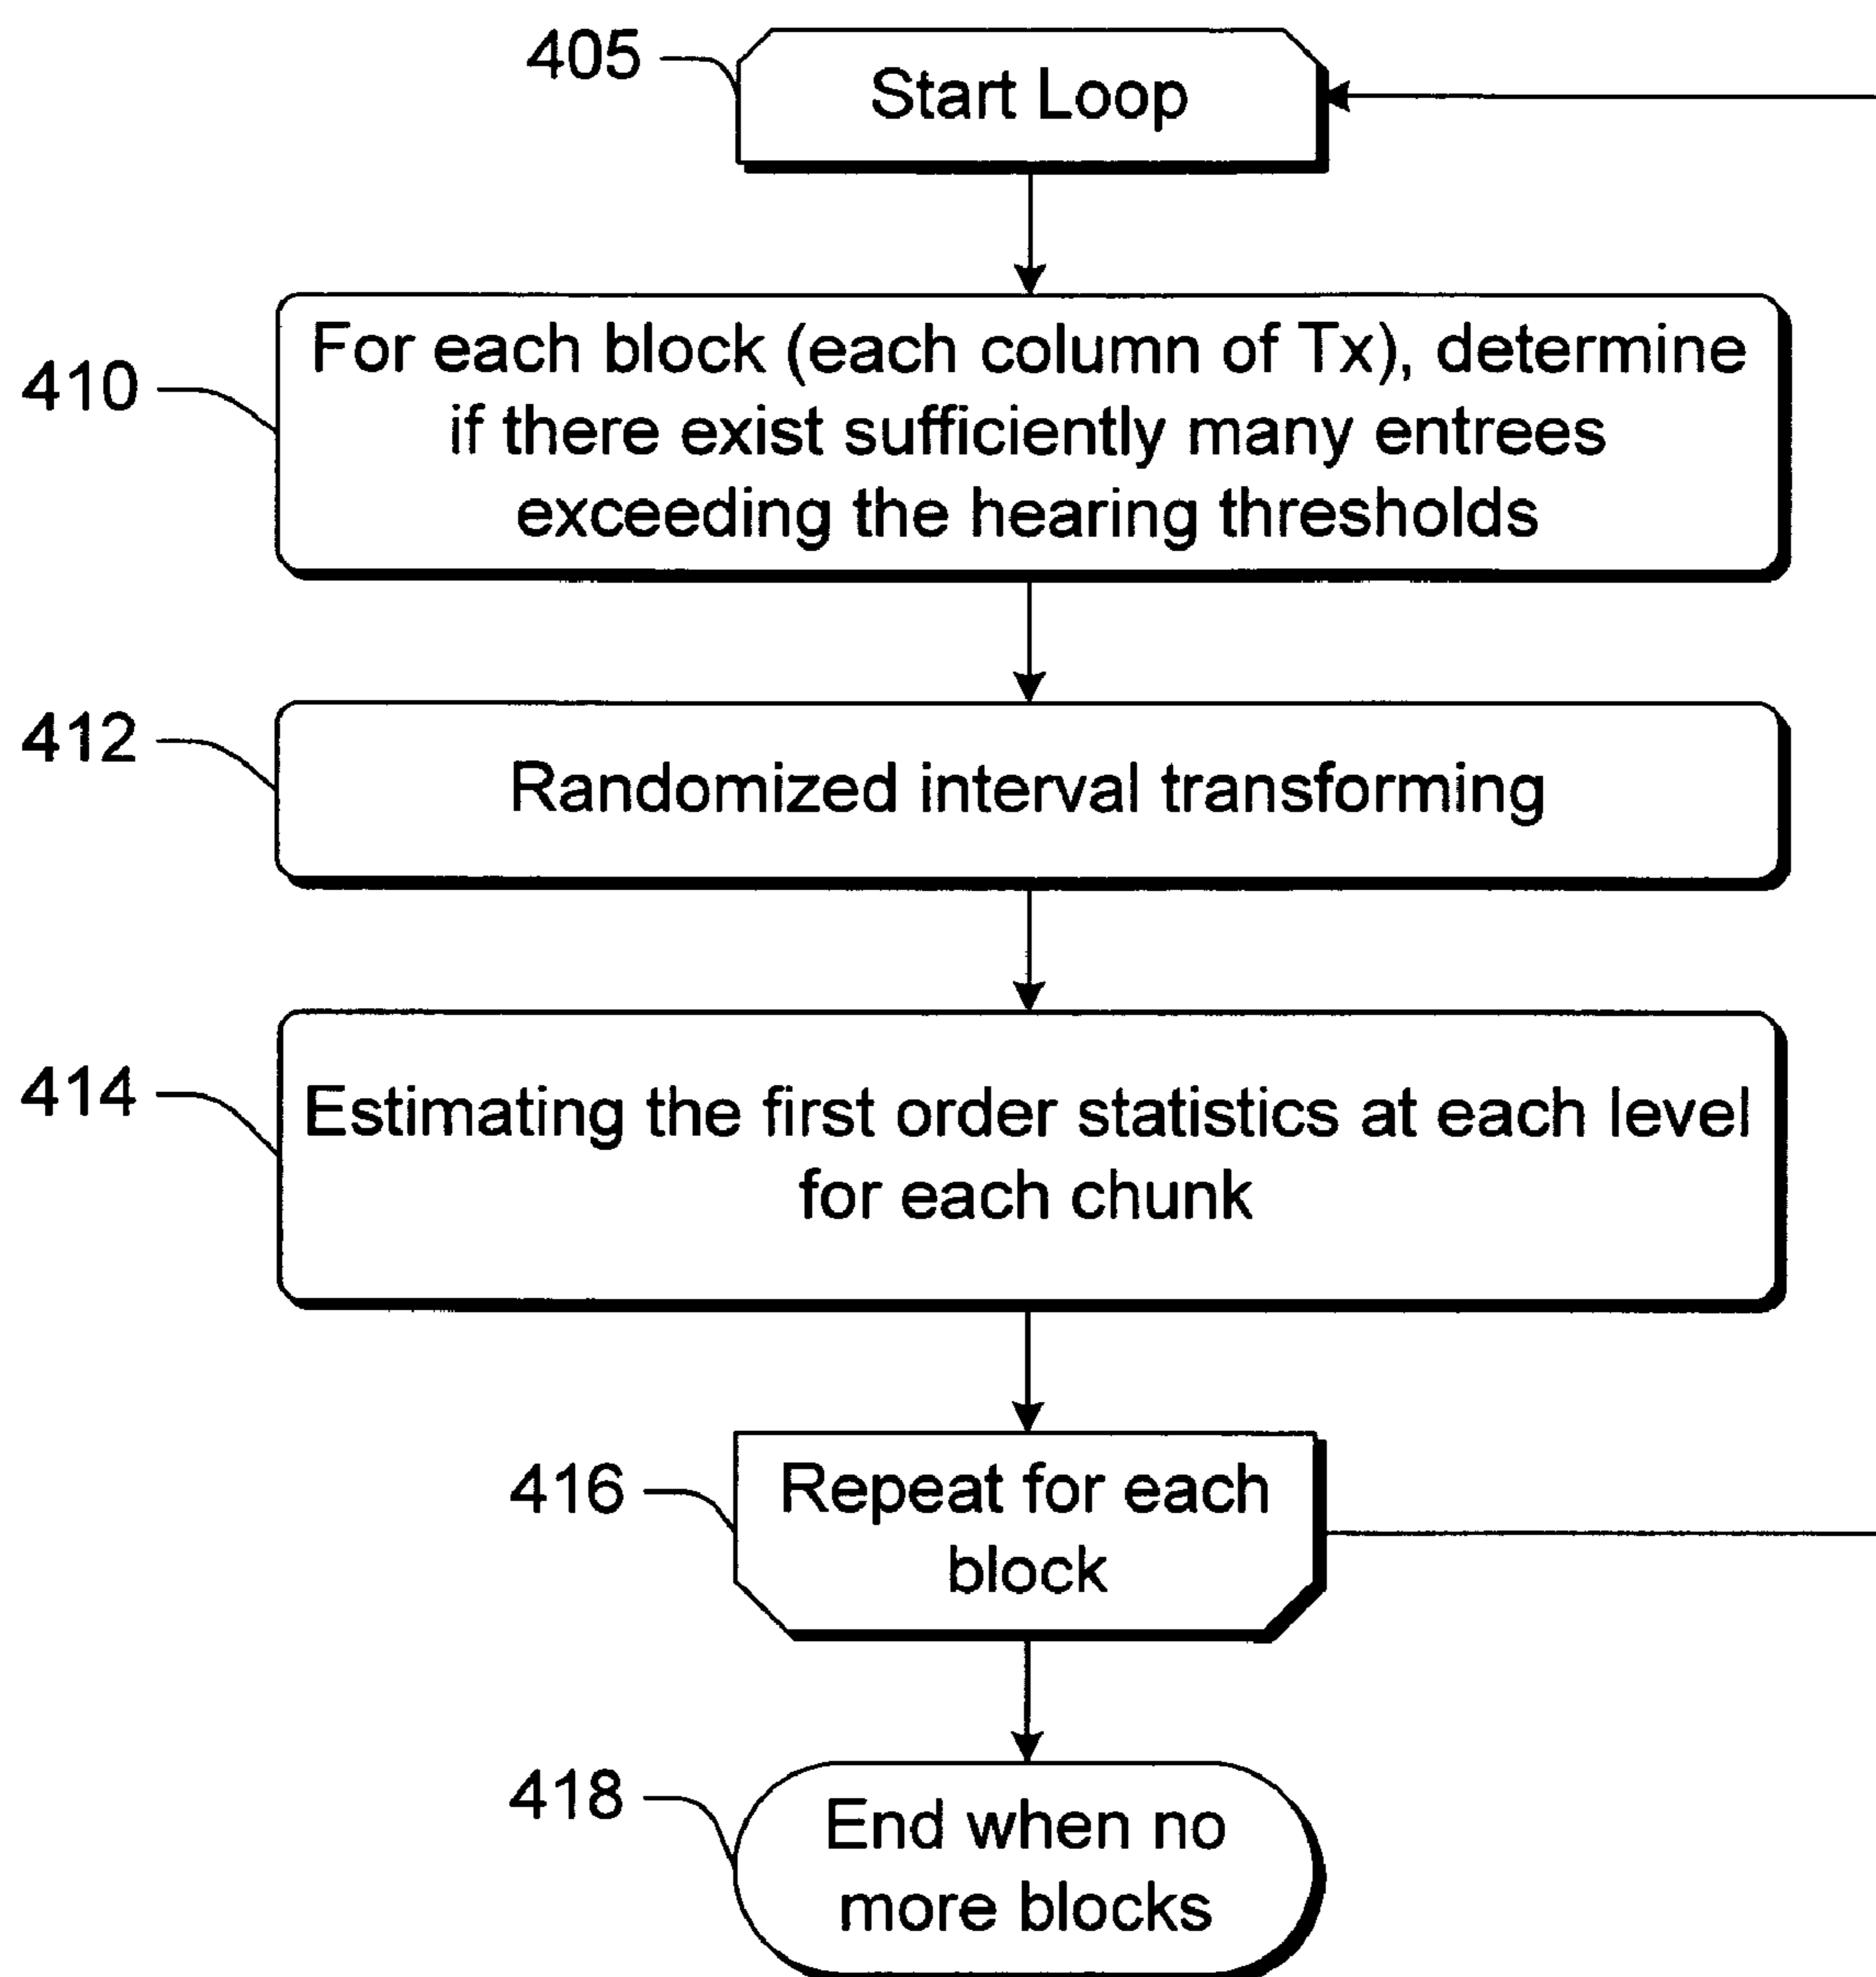 405
Start Loop
410
For each block (each column of Tx), determine
if there exist sufficiently many entrees
exceeding the hearing thresholds
412
Randomized interval transforming
414
Estimating the first order statistics at each level
for each chunk
416
Repeat for each
block
418
End when no
more blocks